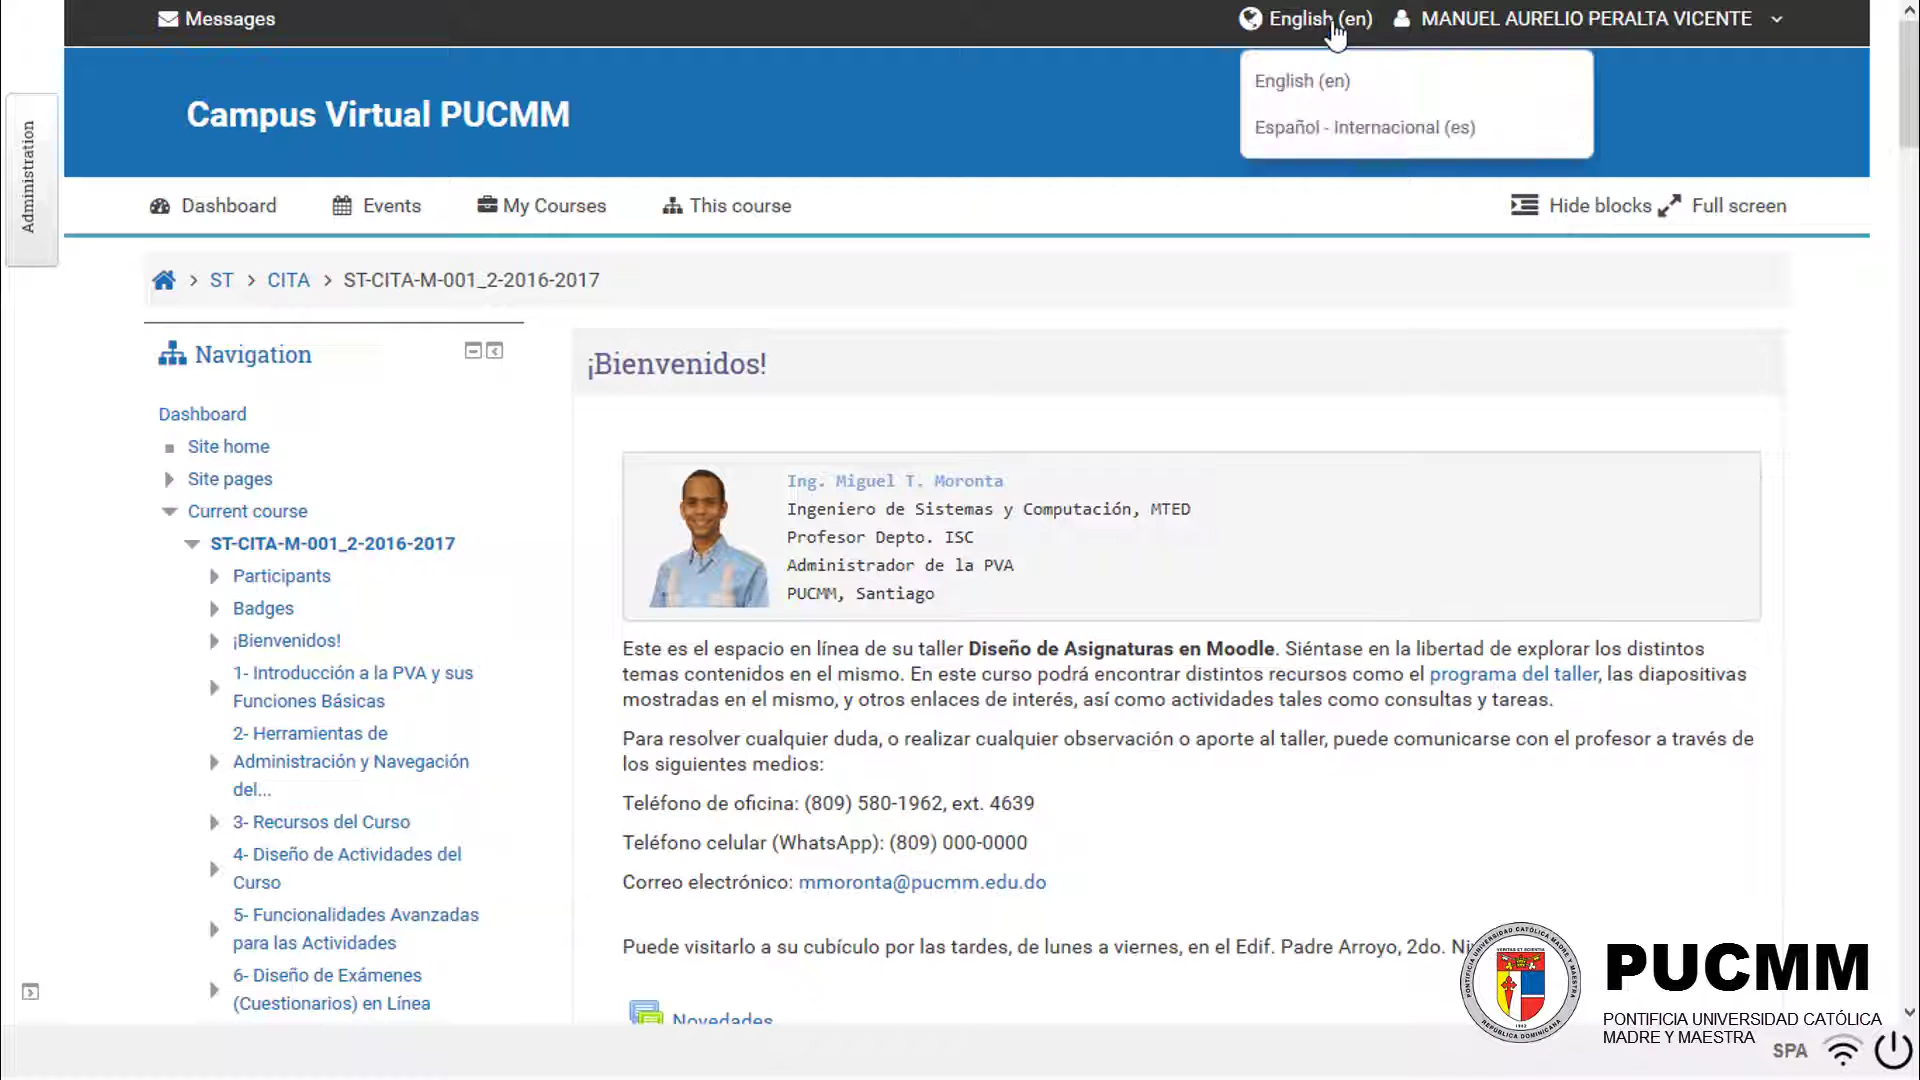 Messages
English (en)
MANUEL AURELIO PERALTA VICENTE
English (en)
Español - Internacional (es)
Campus Virtual PUCMM
Administration
Dashboard
Events
My Courses
This course
Hide blocks
Full screen
ST
CITA
ST-CITA-M-001_2-2016-2017
Navigation
Dashboard
Site home
Site pages
Current course
ST-CITA-M-001_2-2016-2017
Participants
Badges
¡Bienvenidos!
1- Introducción a la PVA y sus
Funciones Básicas
2- Herramientas de
Administración y Navegación
del...
3- Recursos del Curso
4- Diseño de Actividades del
Curso
5- Funcionalidades Avanzadas
para las Actividades
6- Diseño de Exámenes
(Cuestionarios) en Línea
¡Bienvenidos!
Ing. Miguel T. Moronta
Ingeniero de Sistemas y Computación, MTED
Profesor Depto. ISC
Administrador de la PVA
PUCMM, Santiago
Este es el espacio en línea de su taller Diseño de Asignaturas en Moodle. Siéntase en la libertad de explorar los distintos
temas contenidos en el mismo. En este curso podrá encontrar distintos recursos como el programa del taller, las diapositivas
mostradas en el mismo, y otros enlaces de interés, así como actividades tales como consultas y tareas.
Para resolver cualquier duda, o realizar cualquier observación o aporte al taller, puede comunicarse con el profesor a través de
los siguientes medios:
Teléfono de oficina: (809) 580-1962, ext. 4639
Teléfono celular (WhatsApp): (809) 000-0000
Correo electrónico: mmoronta@pucmm.edu.do
Puede visitarlo a su cubículo por las tardes, de lunes a viernes, en el Edif. Padre Arroyo, 2do.
Novedades
PONTIFICIA UNIVERSIDAD CATÓLICA MADRE Y MAESTRA
REPÚBLICA DOMINICANA
PUCMM
PONTIFICIA UNIVERSIDAD CATÓLICA
MADRE Y MAESTRA
SPA